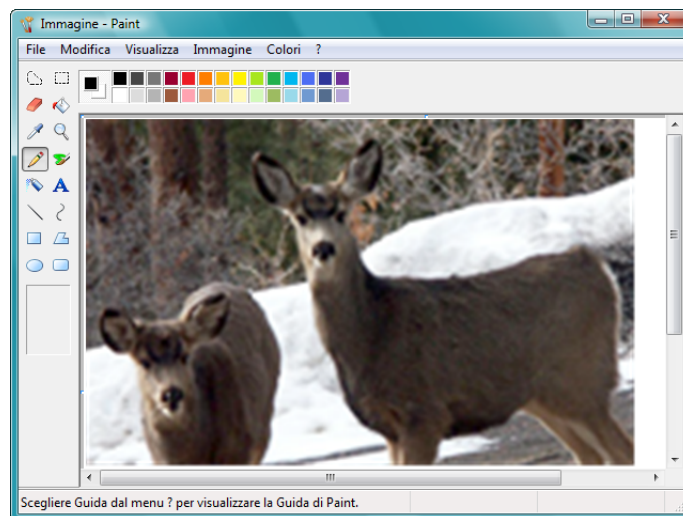 Immagine - Paint
File Modifica Visualizza Immagine Colori ?
A
Scegliere Guida dal menu ? per visualizzare la Guida di Paint.